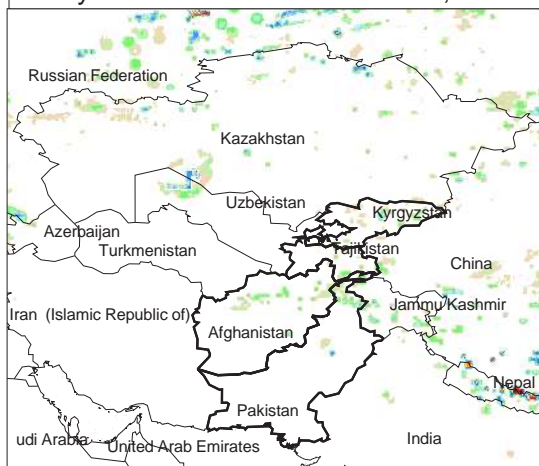 Russian Federation
Kazakhstan
Uzbekistan
Kyrgyzstan
Azerbaijan
Turkmenistan
Tajikistan
China
Iran (Islamic Republic of)
Jammu Kashmir
Afghanistan
Nepal
Pakistan
udi Arabia
United Arab Emirates
India